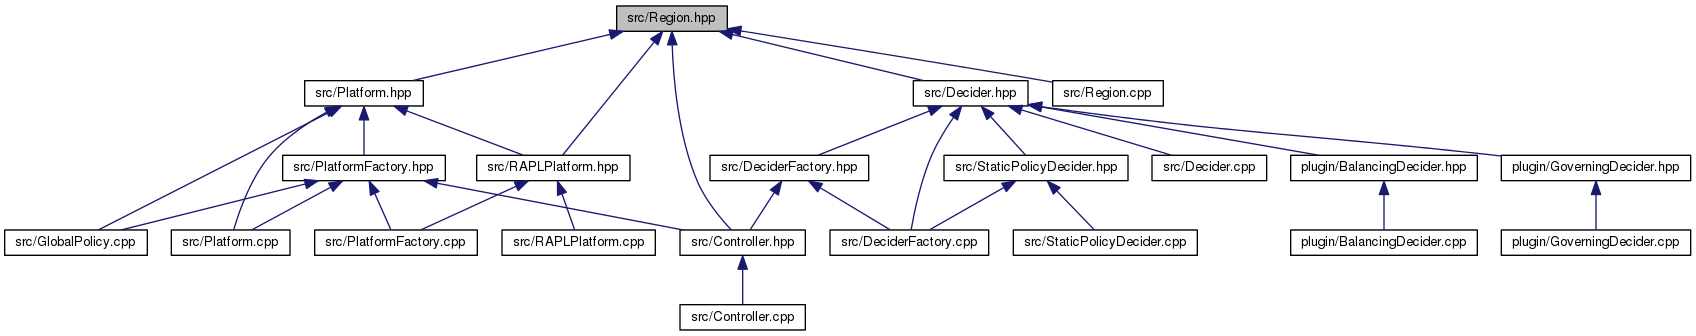 src/Region.hpp
src/Platform.hpp
src/Decider.hpp
src/Region.cpp
src/PlatformFactory.hpp
src/RAPLPlatform.hpp
src/DeciderFactory.hpp
src/StaticPolicyDecider.hpp
src/Decider.cpp
plugin/BalancingDecider.hpp
plugin/GoverningDecider.hpp
src/GlobalPolicy.cpp
src/Platform.cpp
src/PlatformFactory.cpp
src/RAPLPlatform.cpp
src/Controller.hpp
src/DeciderFactory.cpp
src/StaticPolicyDecider.cpp
plugin/BalancingDecider.cpp
plugin/GoverningDecider.cpp
src/Controller.cpp